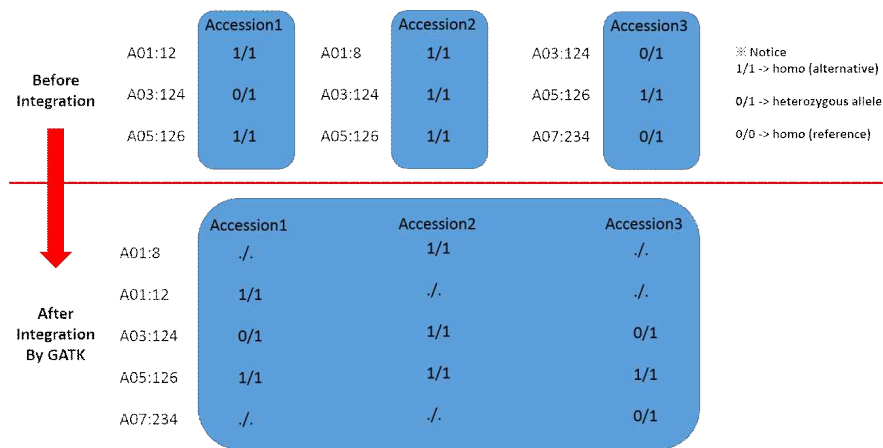 Accession1 Accession2 Accession3
A01:12 1/1 A01:8 1/1 A03:124 0/1 ※ Notice
1/1 -> homo (alternative)
Before
Integration
A03:124 0/1 A03:124 1/1 A05:126 1/1 0/1 -> heterozygous allele
A05:126 1/1 A05:126 1/1 A07:234 0/1 0/0 -> homo (reference)
Accession1 Accession2 Accession3
A01:8 ./. 1/1 ./.
A01:12 1/1 ./. ./.
After
Integration
By GATK
A03:124 0/1 1/1 0/1
A05:126 1/1 1/1 1/1
A07:234 ./. ./. 0/1